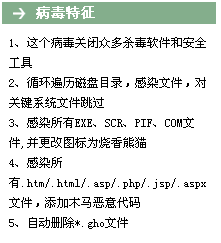 病毒特征
1、这个病毒关闭众多杀毒软件和安全
工具
2、循环遍历磁盘目录，感染文件，对
关键系统文件跳过
3、感染所有EXE、SCR、PIF、COM文
件,并更改图标为烧香熊猫
4、感染所
有.htm/.html/.asp/.php/.jsp/.aspx
文件，添加木马恶意代码
5、自动删除*.gho文件